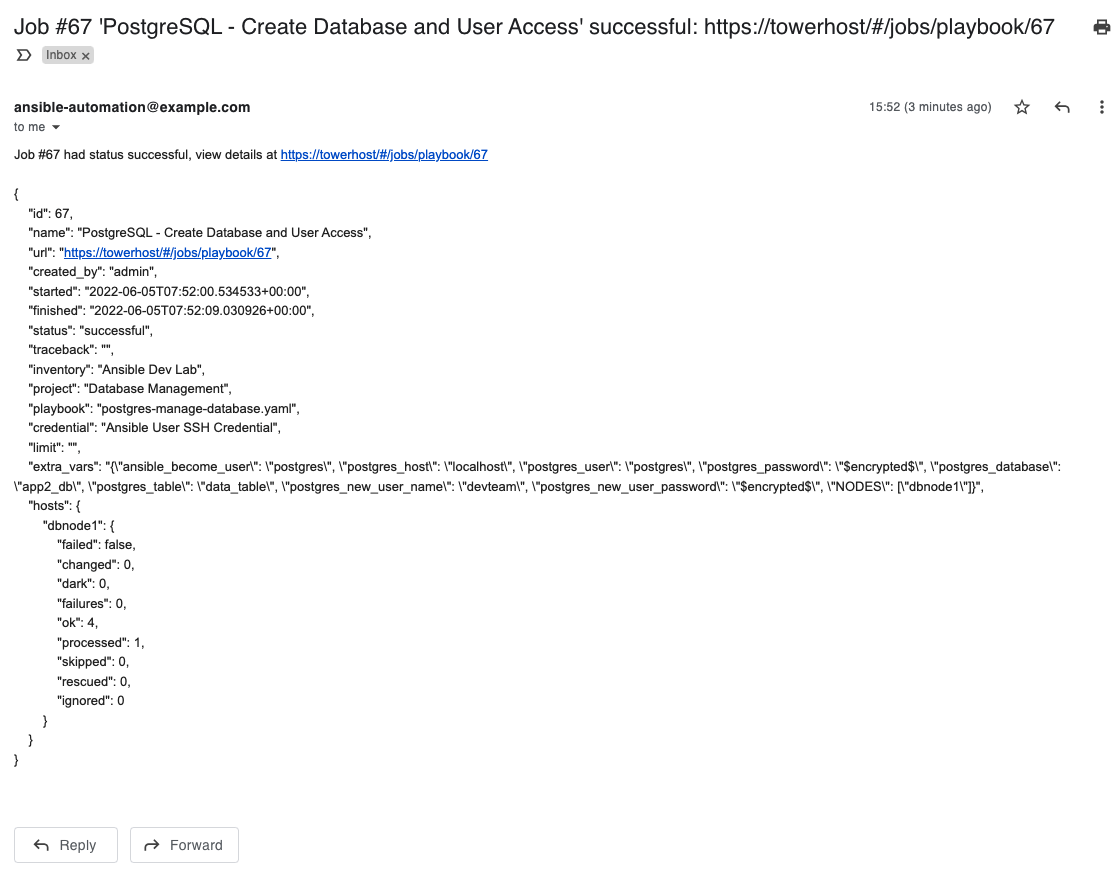 Job #67 'PostgreSQL - Create Database and User Access' successful: https://towerhost/#/jobs/playbook/67
Inbox x
ansible-automation@example.com
15:52 (3 minutes ago)
to me
Job #67 had status successful, view details at https://towerhost/#/jobs/playbook/67
{
"id": 67,
"name": "PostgreSQL - Create Database and User Access",
"url": "https://towerhost/#/jobs/playbook/67",
"created_by": "admin",
"started": "2022-06-05T07:52:00.534533+00:00",
"finished": "2022-06-05T07:52:09.030926+00:00",
"status": "successful",
"traceback": "",
"inventory": "Ansible Dev Lab",
"project": "Database Management",
"playbook": "postgres-manage-database.yaml",
"credential": "Ansible User SSH Credential",
"limit": "",
"extra_vars": "{\"ansible_become_user\": \"postgres\", \"postgres_host\": \"localhost\", \"postgres_user\": \"postgres\", \"postgres_password\": \"$encrypted$\", \"postgres_database\":
\"app2_db\", \"postgres_table\": \"data_table\", \"postgres_new_user_name\": \"devteam\", \"postgres_new_user_password\": \"$encrypted$\", \"NODES\": [\"dbnode1\"]}",
"hosts": {
"dbnode1": {
"failed": false,
"changed": 0,
"dark": 0,
"failures": 0,
"ok": 4,
"processed": 1,
"skipped": 0,
"rescued": 0,
"ignored": 0
}
}
}
Reply
Forward